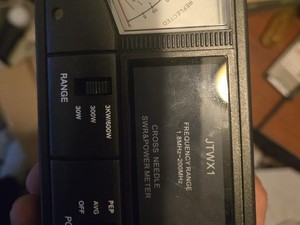 REFLECTED
JTWX1
FREQUENCY RANGE
1.8MHz~200MHz
CROSS NEEDLE
SWR&POWER METER
RANGE
3KW/600W
300W
30W
PEP
AVG
OFF
PO